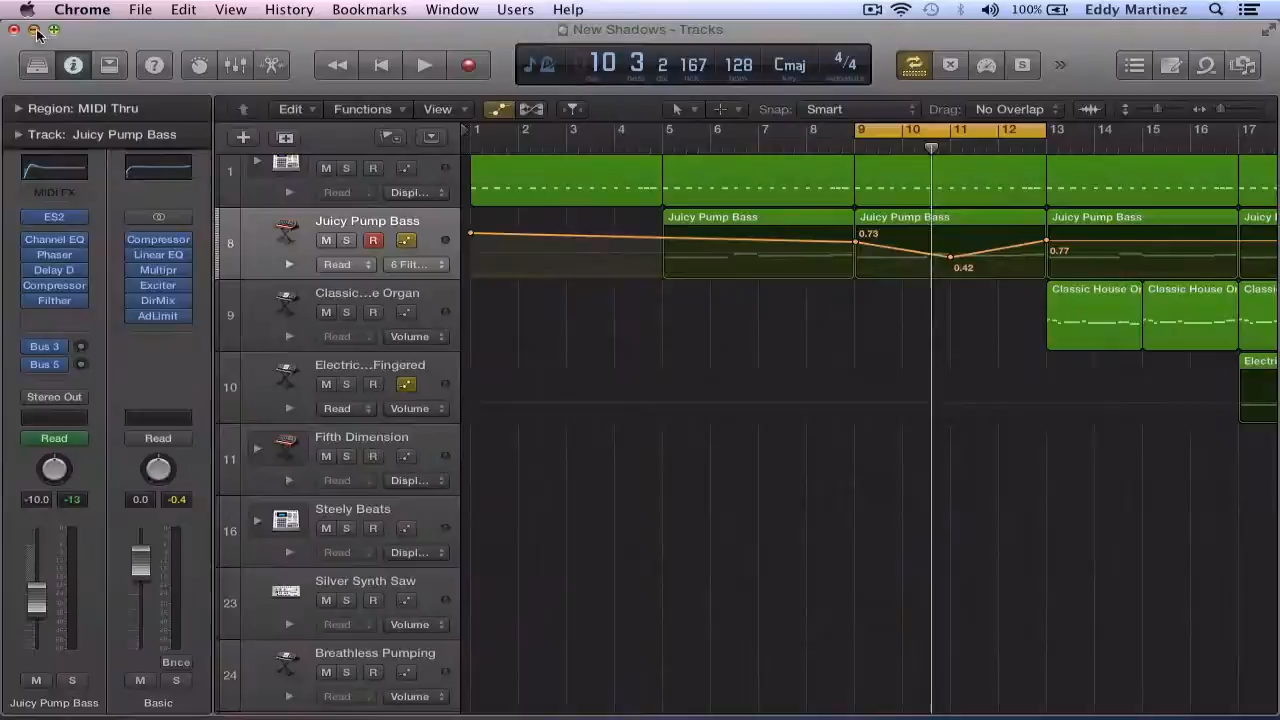 Chrome File Edit View History Bookmarks Window Users Help 100% Eddy Martinez
New Shadows - Tracks
10 3 2 167 128 Cmaj 4/4
S
Region: MIDI Thru
Edit Functions View Snap: Smart Drag: No Overlap
Track: Juicy Pump Bass
1 2 3 4 5 6 7 8 9 10 11 12 13 14 15 16 17
1 M S R
Read Displ...
MIDI FX
ES2
Channel EQ Compressor
Phaser Linear EQ
Delay D Multipr
Compressor Exciter
Filther DirMix
AdLimit
Bus 3
Bus 5
Stereo Out
Read Read
-10.0 -13 0.0 -0.4
Bnce
M S M S
Juicy Pump Bass Basic
Juicy Pump Bass
8 M S R
Read 6 Filt...
Juicy Pump Bass Juicy Pump Bass Juicy Pump Bass Juicy
0.73 0.42 0.77
Classic...e Organ
9 M S R
Read Volume
Classic House Or Classic House Or Classi
Electric...Fingered
10 M S R
Read Volume
Electri
Fifth Dimension
11 M S R
Read Displ...
Steely Beats
16 M S R
Read Displ...
Silver Synth Saw
23 M S R
Read Volume
Breathless Pumping
24 M S R
Read Volume